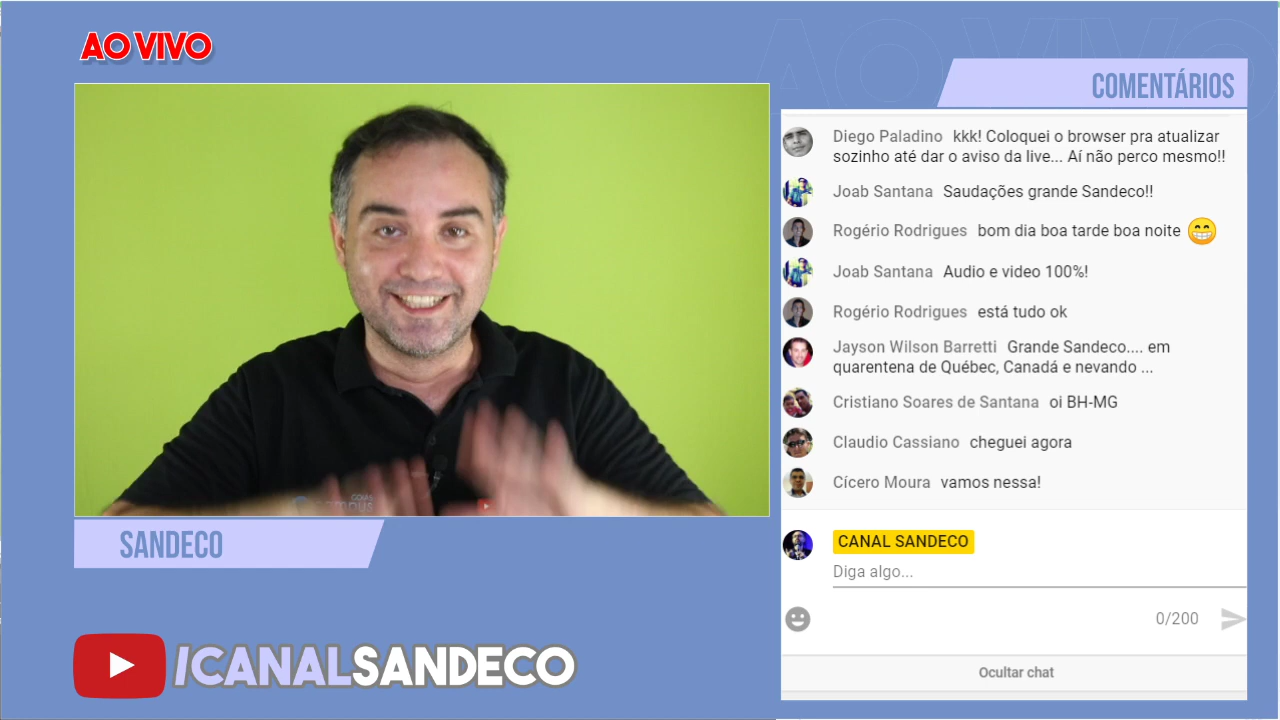 AO VIVO
COMENTÁRIOS
Diego Paladino kkk! Coloquei o browser pra atualizar
sozinho até dar o aviso da live... Aí não perco mesmo!!
Joab Santana Saudações grande Sandeco!!
Rogério Rodrigues bom dia boa tarde boa noite 😁
Joab Santana Audio e video 100%!
Rogério Rodrigues está tudo ok
Jayson Wilson Barretti Grande Sandeco.... em
quarentena de Québec, Canadá e nevando ...
Cristiano Soares de Santana oi BH-MG
Claudio Cassiano cheguei agora
Cícero Moura vamos nessa!
CANAL SANDECO
Diga algo...
0/200
Ocultar chat
GOIÁS
SANDECO
/CANALSANDECO